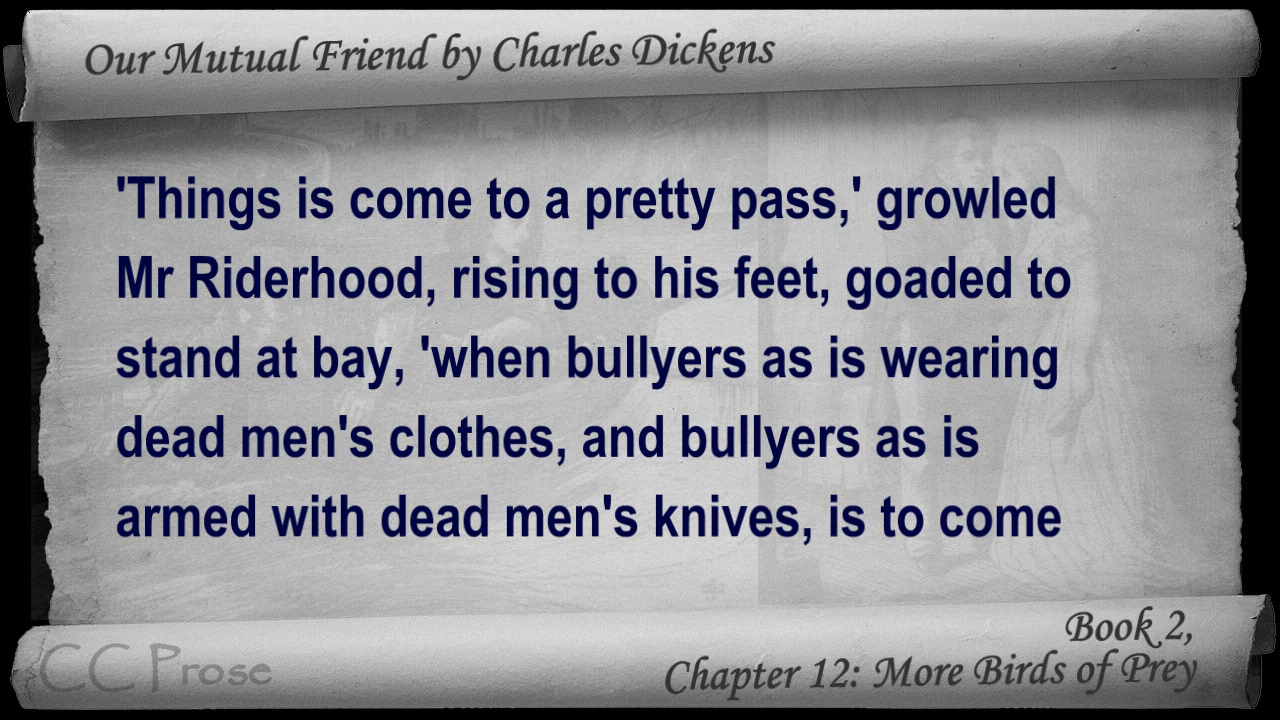 Our Mutual Friend by Charles Dickens
'Things is come to a pretty pass,' growled
Mr Riderhood, rising to his feet, goaded to
stand at bay, 'when bullyers as is wearing
dead men's clothes, and bullyers as is
armed with dead men's knives, is to come
Book 2,
Chapter 12: More Birds of Prey
CC Prose